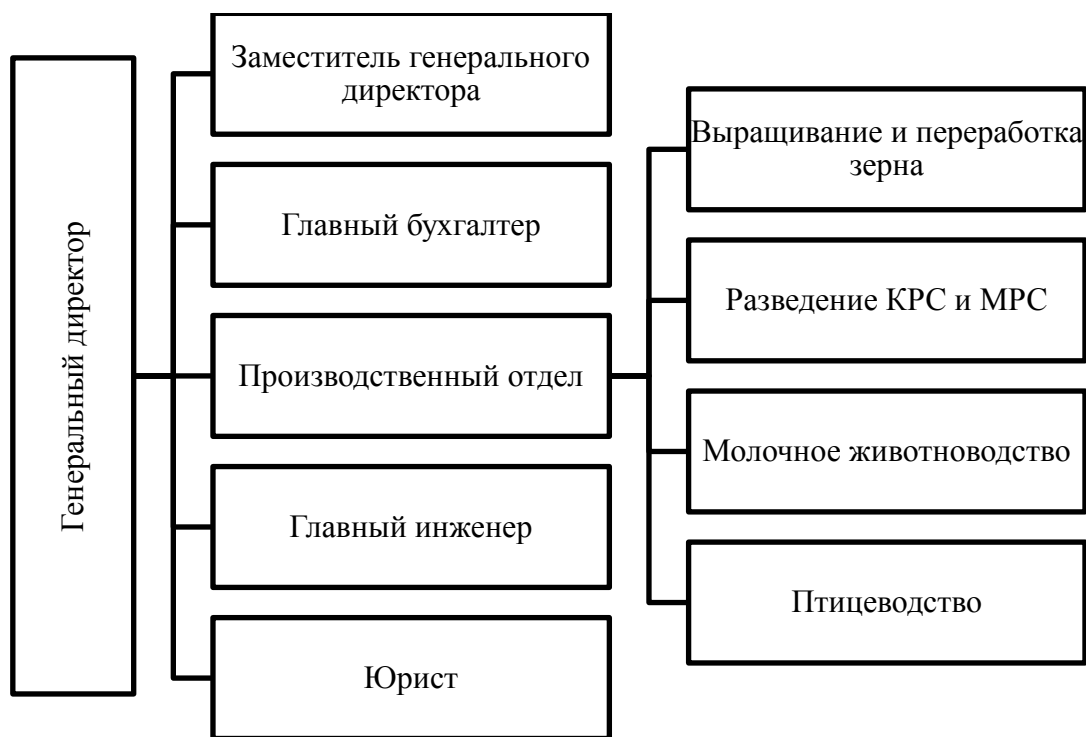 Генеральный директор
Заместитель генерального
директора
Главный бухгалтер
Производственный отдел
Главный инженер
Юрист
Выращивание и переработка
зерна
Разведение КРС и МРС
Молочное животноводство
Птицеводство